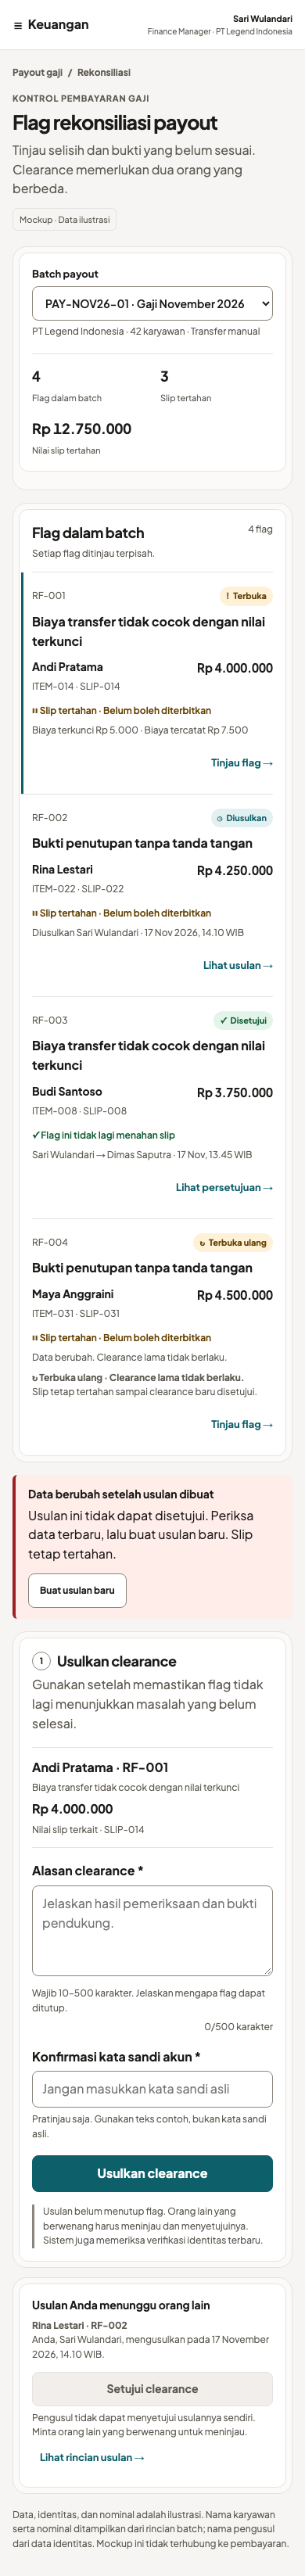 ≡ Keuangan
Sari Wulandari
Finance Manager · PT Legend Indonesia
Payout gaji / Rekonsiliasi
KONTROL PEMBAYARAN GAJI
Flag rekonsiliasi payout
Tinjau selisih dan bukti yang belum sesuai.
Clearance memerlukan dua orang yang
berbeda.
Mockup · Data ilustrasi
Batch payout
PAY-NOV26-01 · Gaji November 2026
PT Legend Indonesia · 42 karyawan · Transfer manual
4
Flag dalam batch
3
Slip tertahan
Rp 12.750.000
Nilai slip tertahan
Flag dalam batch
4 flag
Setiap flag ditinjau terpisah.
RF-001
! Terbuka
Biaya transfer tidak cocok dengan nilai
terkunci
Andi Pratama
Rp 4.000.000
ITEM-014 · SLIP-014
Slip tertahan · Belum boleh diterbitkan
Biaya terkunci Rp 5.000 · Biaya tercatat Rp 7.500
Tinjau flag →
RF-002
Diusulkan
Bukti penutupan tanpa tanda tangan
Rina Lestari
Rp 4.250.000
ITEM-022 · SLIP-022
Slip tertahan · Belum boleh diterbitkan
Diusulkan Sari Wulandari · 17 Nov 2026, 14.10 WIB
Lihat usulan →
RF-003
✓ Disetujui
Biaya transfer tidak cocok dengan nilai
terkunci
Budi Santoso
Rp 3.750.000
ITEM-008 · SLIP-008
✓ Flag ini tidak lagi menahan slip
Sari Wulandari → Dimas Saputra · 17 Nov, 13.45 WIB
Lihat persetujuan →
RF-004
↻ Terbuka ulang
Bukti penutupan tanpa tanda tangan
Maya Anggraini
Rp 4.500.000
ITEM-031 · SLIP-031
Slip tertahan · Belum boleh diterbitkan
Data berubah. Clearance lama tidak berlaku.
↻ Terbuka ulang · Clearance lama tidak berlaku.
Slip tetap tertahan sampai clearance baru disetujui.
Tinjau flag →
Data berubah setelah usulan dibuat
Usulan ini tidak dapat disetujui. Periksa
data terbaru, lalu buat usulan baru. Slip
tetap tertahan.
Buat usulan baru
1 Usulkan clearance
Gunakan setelah memastikan flag tidak
lagi menunjukkan masalah yang belum
selesai.
Andi Pratama · RF-001
Biaya transfer tidak cocok dengan nilai terkunci
Rp 4.000.000
Nilai slip terkait · SLIP-014
Alasan clearance *
Jelaskan hasil pemeriksaan dan bukti
pendukung.
Wajib 10–500 karakter. Jelaskan mengapa flag dapat
ditutup.
0/500 karakter
Konfirmasi kata sandi akun *
Jangan masukkan kata sandi asli
Pratinjau saja. Gunakan teks contoh, bukan kata sandi
asli.
Usulkan clearance
Usulan belum menutup flag. Orang lain yang
berwenang harus meninjau dan menyetujuinya.
Sistem juga memeriksa verifikasi identitas terbaru.
Usulan Anda menunggu orang lain
Rina Lestari · RF-002
Anda, Sari Wulandari, mengusulkan pada 17 November
2026, 14.10 WIB.
Setujui clearance
Pengusul tidak dapat menyetujui usulannya sendiri.
Minta orang lain yang berwenang untuk meninjau.
Lihat rincian usulan →
Data, identitas, dan nominal adalah ilustrasi. Nama karyawan
serta nominal ditampilkan dari rincian batch; nama pengusul
dari data identitas. Mockup ini tidak terhubung ke pembayaran.